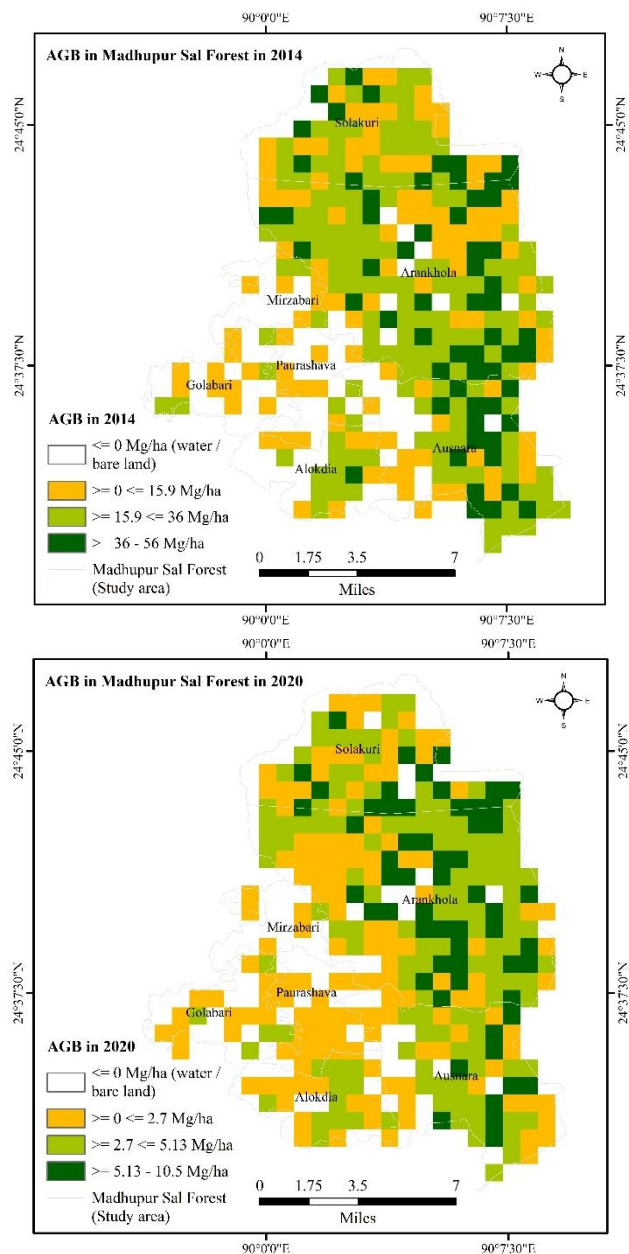 AGB in Madhupur Sal Forest in 2014
90°0'0"E
90°7'30"E
N
W
E
S
24°45'0"N
24°45'0"N
Solakuri
Arankhola
Mirzabari
24°37'30"N
24°37'30"N
Paurashava
Golabari
Ausnara
Alokdia
AGB in 2014
<= 0 Mg/ha (water /
bare land)
>= 0 <= 15.9 Mg/ha
>= 15.9 <= 36 Mg/ha
> 36 - 56 Mg/ha
Madhupur Sal Forest
(Study area)
0 1.75 3.5 7
Miles
90°0'0"E
90°7'30"E
90°0'0"E
90°7'30"E
AGB in Madhupur Sal Forest in 2020
N
W
E
S
24°45'0"N
24°45'0"N
Solakuri
Arankhola
Mirzabari
24°37'30"N
24°37'30"N
Paurashava
Golabari
Ausnara
Alokdia
AGB in 2020
<= 0 Mg/ha (water /
bare land)
>= 0 <= 2.7 Mg/ha
>= 2.7 <= 5.13 Mg/ha
>= 5.13 - 10.5 Mg/ha
Madhupur Sal Forest
(Study area)
0 1.75 3.5 7
Miles
90°0'0"E
90°7'30"E